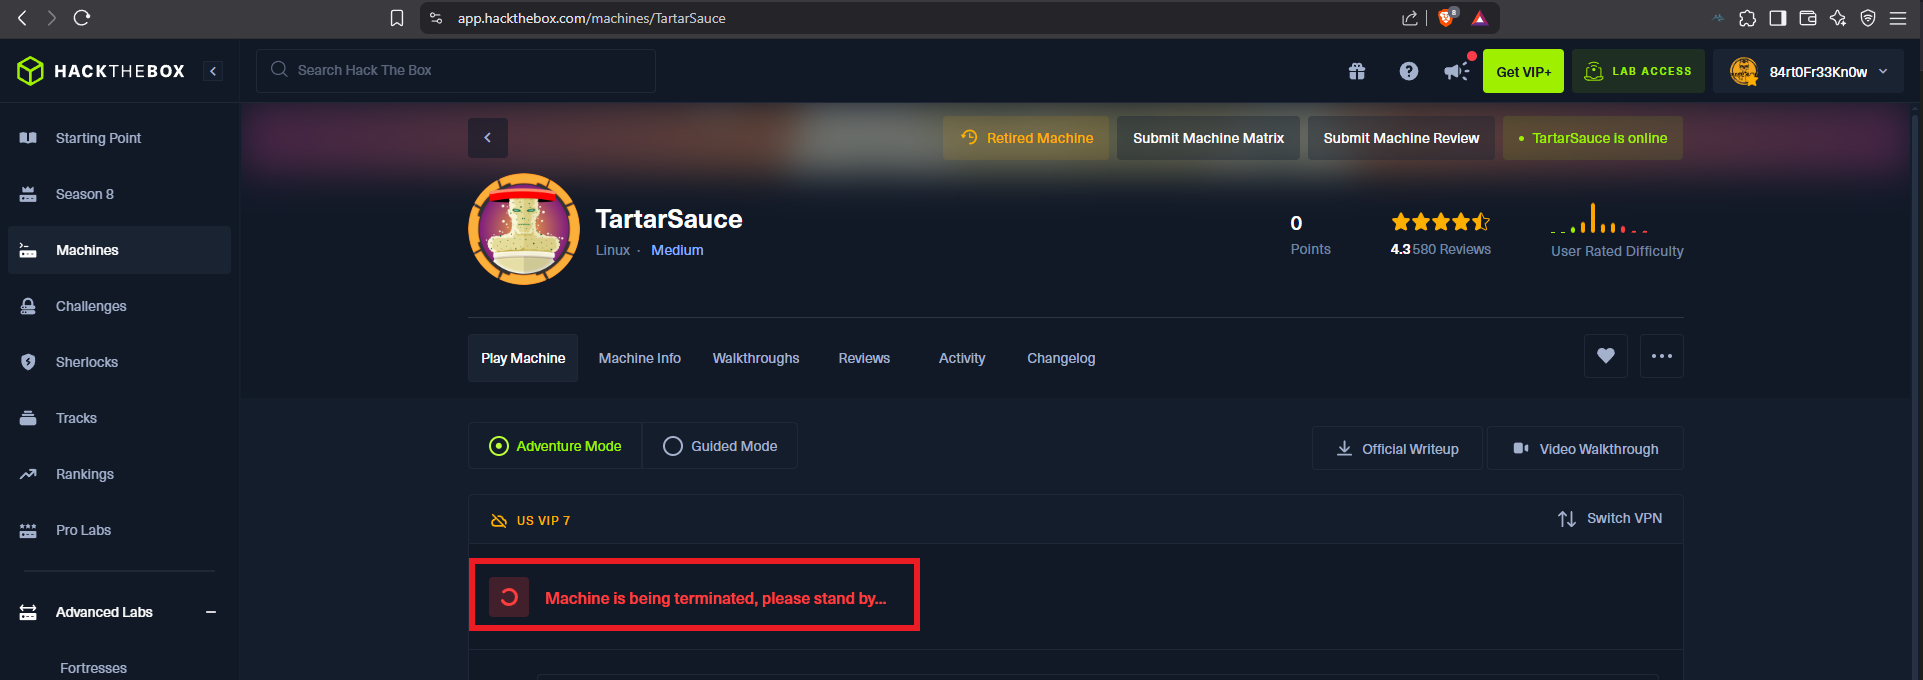 app.hackthebox.com/machines/TartarSauce
8
HACKTHEBOX
Search Hack The Box
Get VIP+
LAB ACCESS
84rt0Fr33Kn0w
Starting Point
Season 8
Machines
Challenges
Sherlocks
Tracks
Rankings
Pro Labs
Advanced Labs
Fortresses
Retired Machine
Submit Machine Matrix
Submit Machine Review
TartarSauce is online
TartarSauce
Linux · Medium
0
Points
4.3 580 Reviews
User Rated Difficulty
Play Machine
Machine Info
Walkthroughs
Reviews
Activity
Changelog
Adventure Mode
Guided Mode
Official Writeup
Video Walkthrough
US VIP 7
Switch VPN
Machine is being terminated, please stand by...